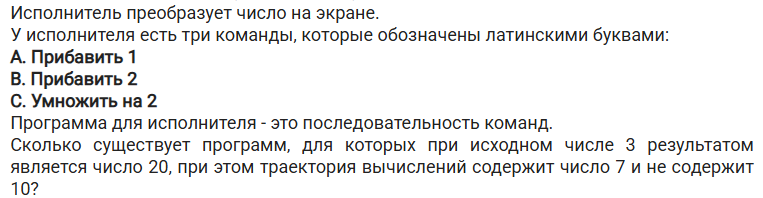 Исполнитель преобразует число на экране.
У исполнителя есть три команды, которые обозначены латинскими буквами:
A. Прибавить 1
B. Прибавить 2
C. Умножить на 2
Программа для исполнителя - это последовательность команд.
Сколько существует программ, для которых при исходном числе 3 результатом
является число 20, при этом траектория вычислений содержит число 7 и не содержит
10?